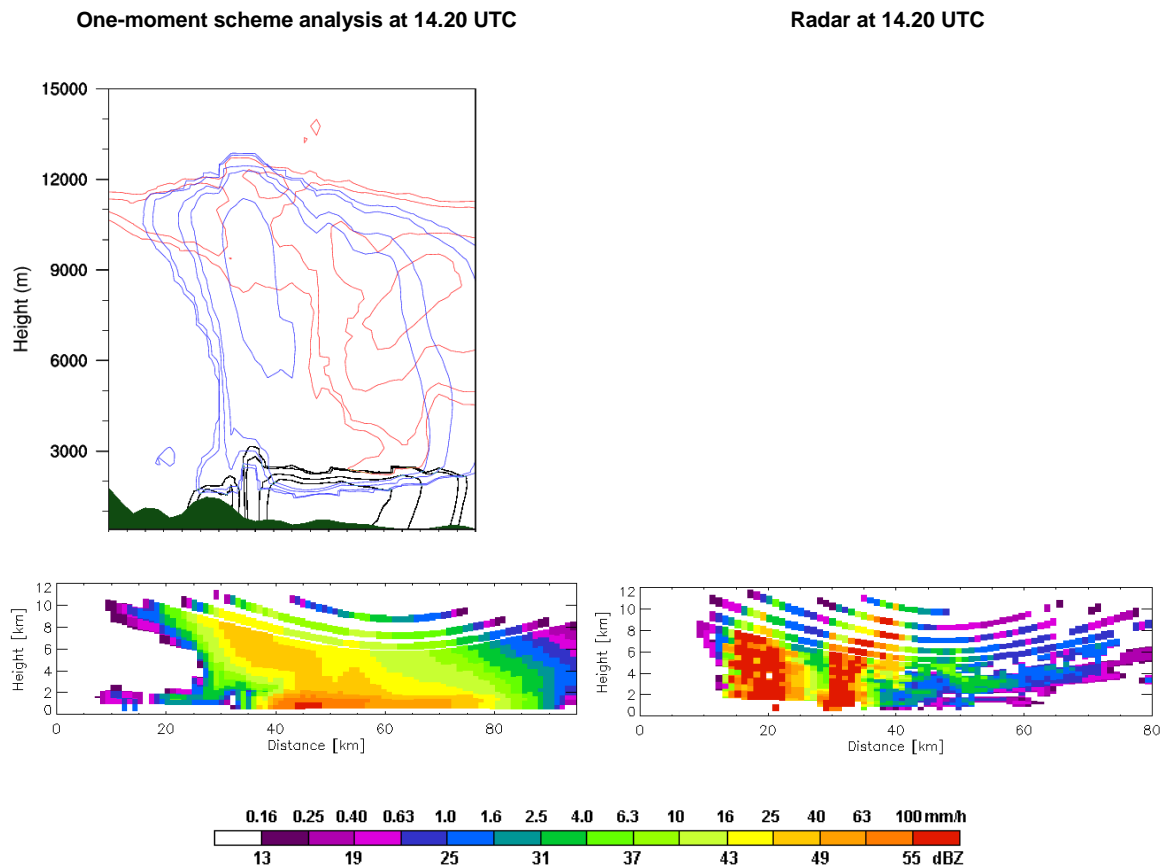 One-moment scheme analysis at 14.20 UTC
Radar at 14.20 UTC
15000
12000
9000
6000
3000
Height (m)
12
10
8
6
4
2
0
Height [km]
0 20 40 60 80
Distance [km]
12
10
8
6
4
2
0
Height [km]
0 20 40 60 80
Distance [km]
0.16 0.25 0.40 0.63 1.0 1.6 2.5 4.0 6.3 10 16 25 40 63 100 mm/h
13 19 25 31 37 43 49 55 dBZ